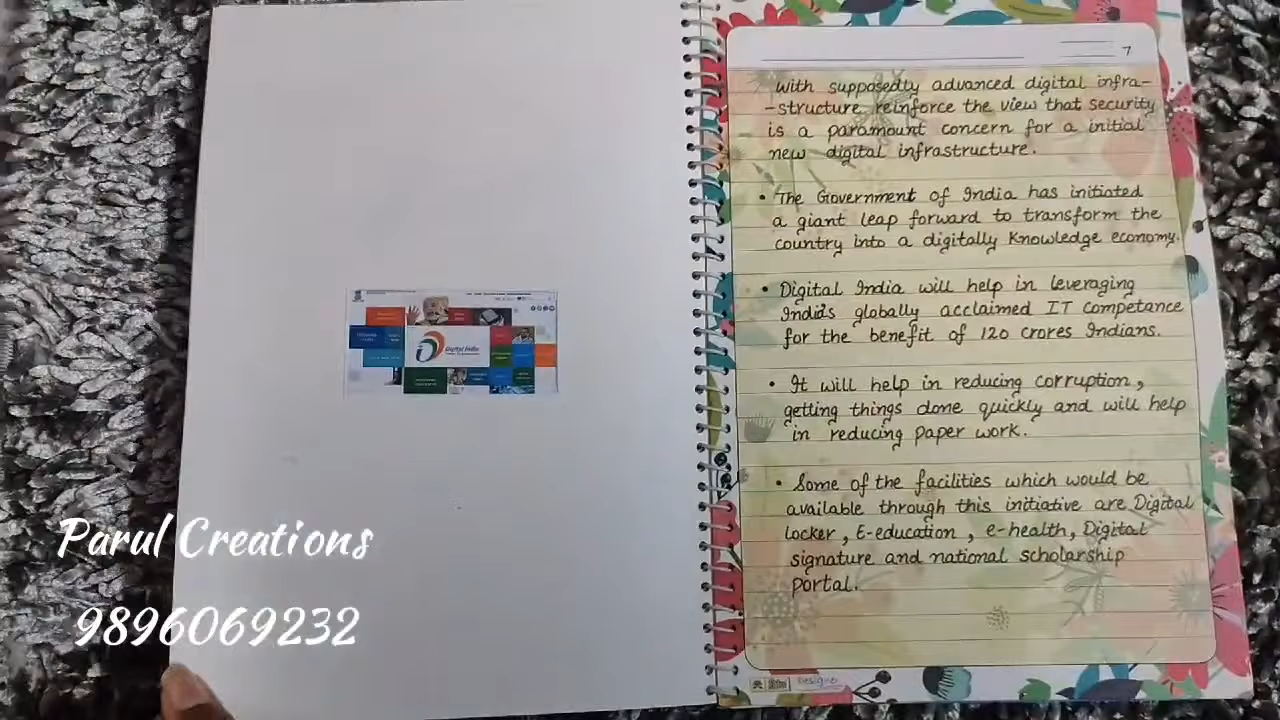 Digital India
Parul Creations
9896069232
7
with supposedly advanced digital infra-
-structure reinforce the view that security
is a paramount concern for a initial
new digital infrastructure.
• The Government of India has initiated
a giant leap forward to transform the
country into a digitally Knowledge economy.
• Digital India will help in leveraging
India's globally acclaimed IT Competance
for the benefit of 120 crores Indians.
• It will help in reducing corruption,
getting things done quickly and will help
in reducing paper work.
• Some of the facilities which would be
available through this initiative are Digital
locker, E-education, e-health, Digital
signature and national scholarship
portal.